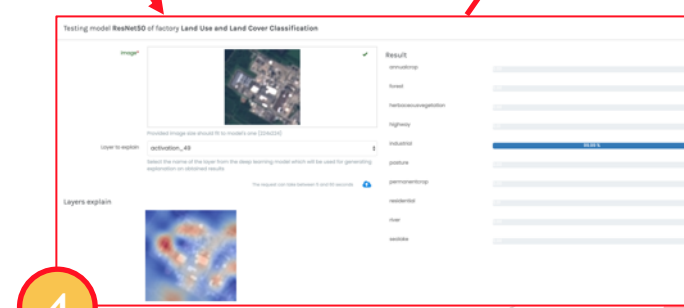 Testing model ResNet50 of factory Land Use and Land Cover Classification
Image*
Provided image size should fit to model's one (224x224)
Layer to explain
activation_49
Select the name of the layer from the deep learning model which will be used for generating
explanation on obtained results
The request can take between 11 and 99 seconds
Layers explain
Result
annualcrop
forest
herbaceousvegetation
highway
industrial
pasture
permanentcrop
residential
river
sealake
4